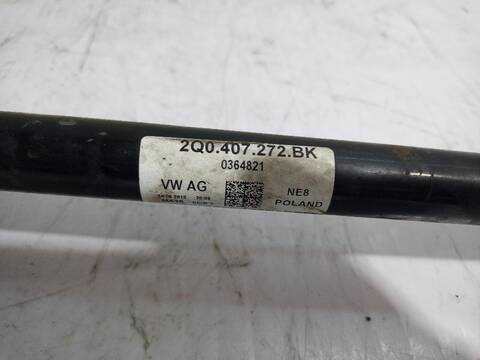 2Q0.407.272.BK
0364821
VW AG
NE8
POLAND